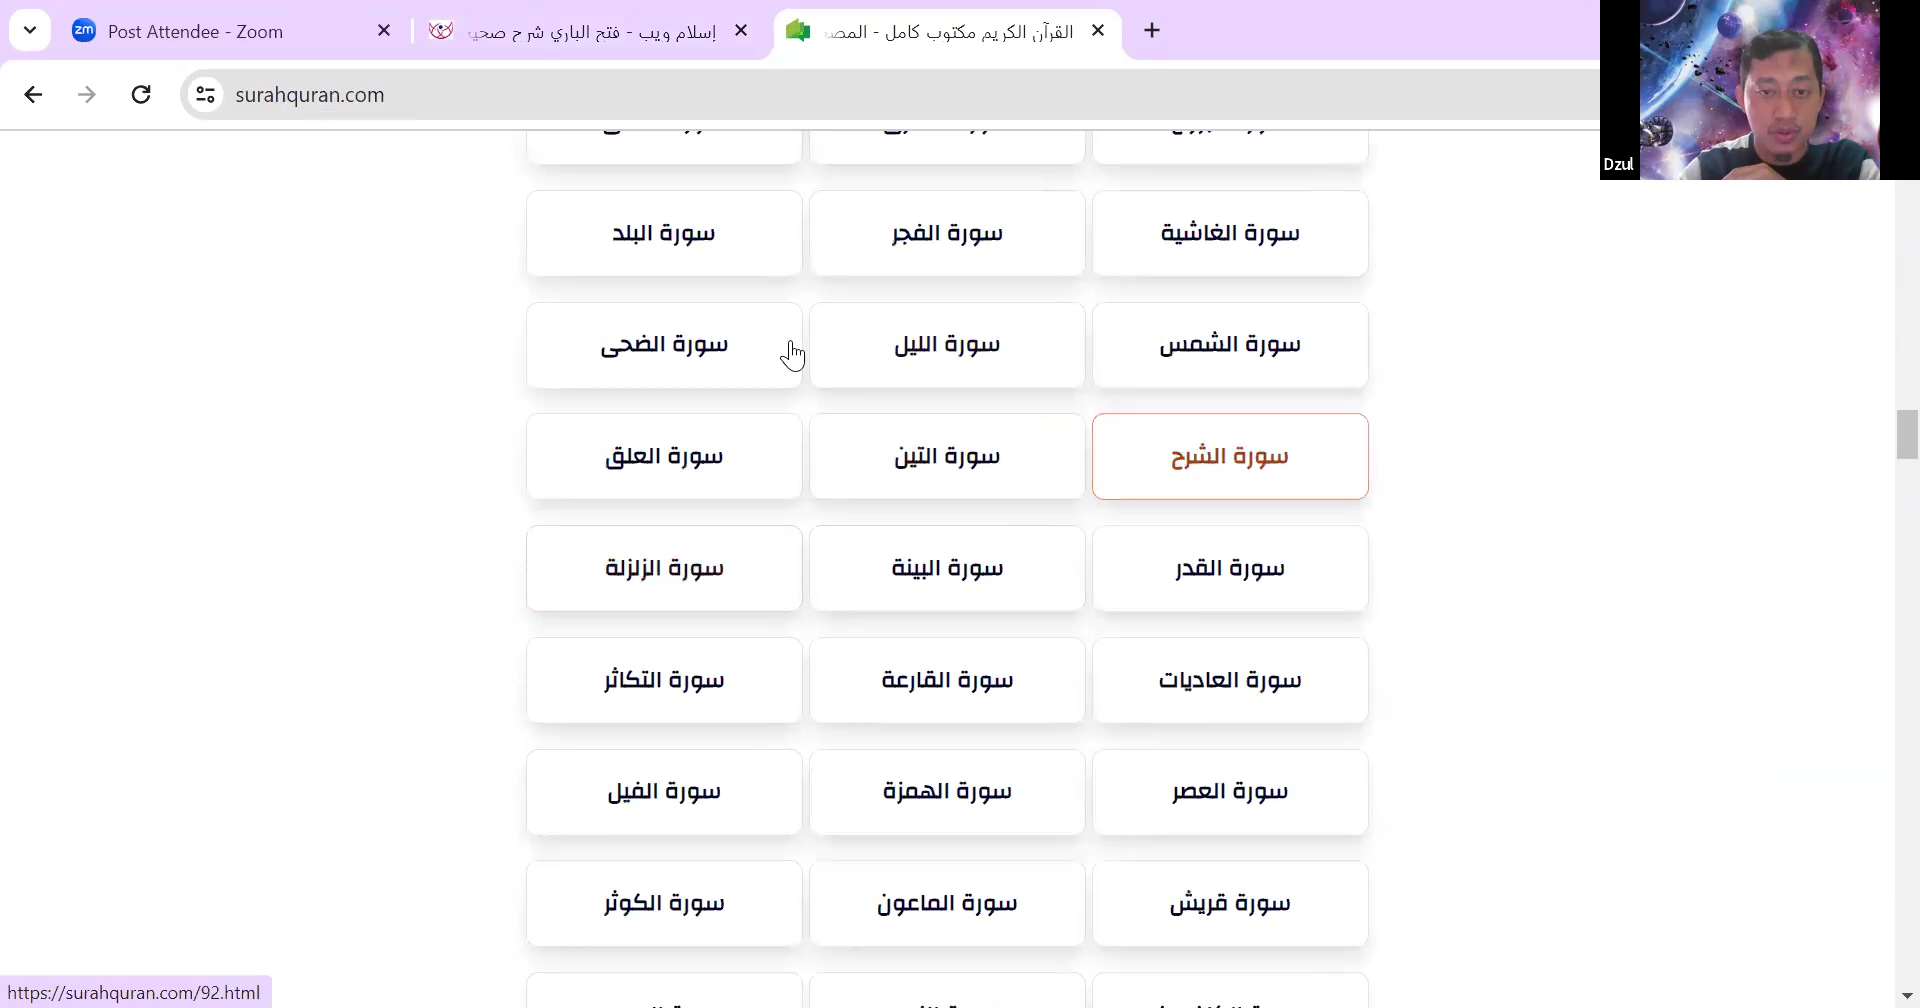 Post Attendee - Zoom
إسلام ويب - فتح الباري شرح صحيح
القرآن الكريم مكتوب كامل - المصح
surahquran.com
Dzul
سورة الغاشية
سورة الفجر
سورة البلد
سورة الشمس
سورة الليل
سورة الضحى
سورة الشرح
سورة التين
سورة العلق
سورة القدر
سورة البينة
سورة الزلزلة
سورة العاديات
سورة القارعة
سورة التكاثر
سورة العصر
سورة الهمزة
سورة الفيل
سورة قريش
سورة الماعون
سورة الكوثر
https://surahquran.com/92.html